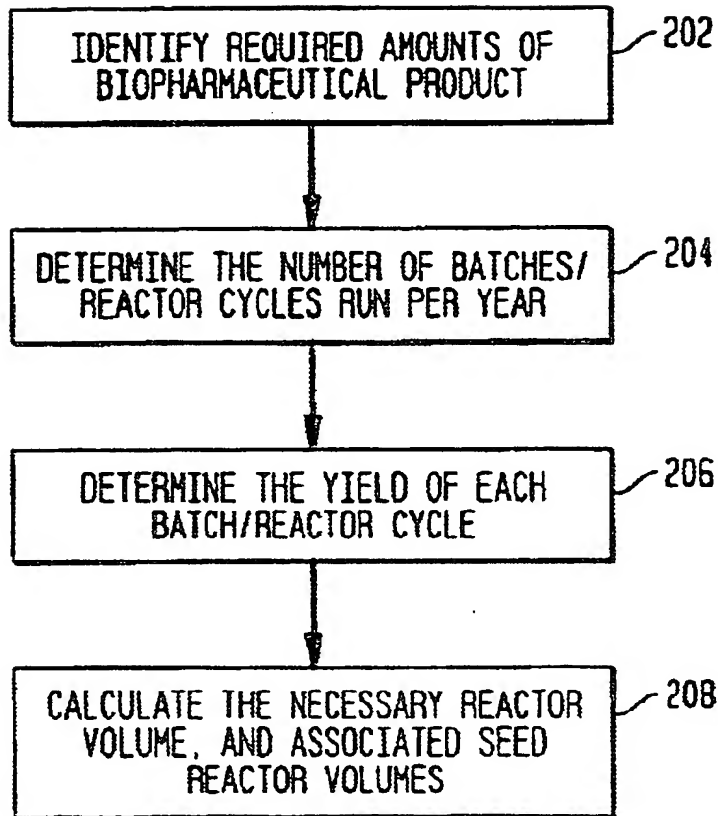 IDENTIFY REQUIRED AMOUNTS OF
BIOPHARMACEUTICAL PRODUCT
202
DETERMINE THE NUMBER OF BATCHES/
REACTOR CYCLES RUN PER YEAR
204
DETERMINE THE YIELD OF EACH
BATCH/REACTOR CYCLE
206
CALCULATE THE NECESSARY REACTOR
VOLUME, AND ASSOCIATED SEED
REACTOR VOLUMES
208